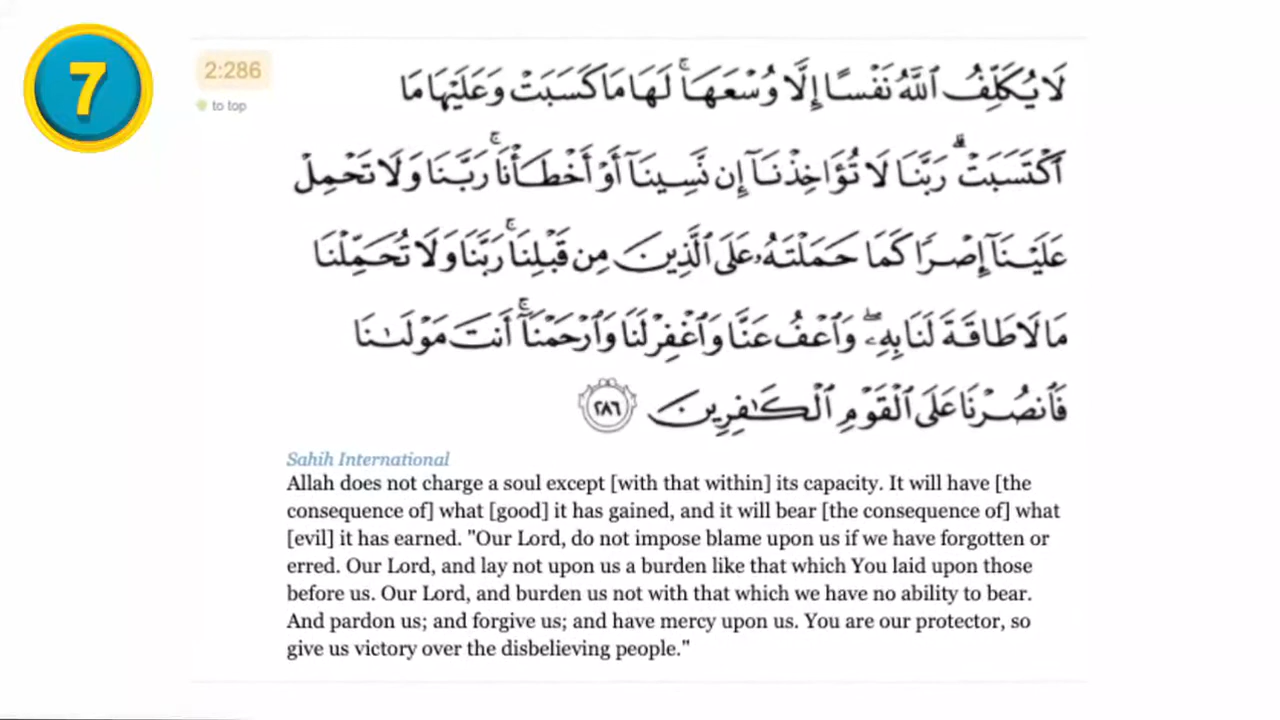 7
2:286
to top
لَا يُكَلِّفُ ٱللَّهُ نَفْسًا إِلَّا وُسْعَهَا ۚ لَهَا مَا كَسَبَتْ وَعَلَيْهَا مَا
ٱكْتَسَبَتْ ۗ رَبَّنَا لَا تُؤَاخِذْنَآ إِن نَّسِينَآ أَوْ أَخْطَأْنَا ۚ رَبَّنَا وَلَا تَحْمِلْ
عَلَيْنَآ إِصْرًا كَمَا حَمَلْتَهُۥ عَلَى ٱلَّذِينَ مِن قَبْلِنَا ۚ رَبَّنَا وَلَا تُحَمِّلْنَا
مَا لَا طَاقَةَ لَنَا بِهِۦ ۖ وَٱعْفُ عَنَّا وَٱغْفِرْ لَنَا وَٱرْحَمْنَآ ۚ أَنتَ مَوْلَىٰنَا
فَٱنصُرْنَا عَلَى ٱلْقَوْمِ ٱلْكَٰفِرِينَ ٢٨٦
Sahih International
Allah does not charge a soul except [with that within] its capacity. It will have [the
consequence of] what [good] it has gained, and it will bear [the consequence of] what
[evil] it has earned. "Our Lord, do not impose blame upon us if we have forgotten or
erred. Our Lord, and lay not upon us a burden like that which You laid upon those
before us. Our Lord, and burden us not with that which we have no ability to bear.
And pardon us; and forgive us; and have mercy upon us. You are our protector, so
give us victory over the disbelieving people."